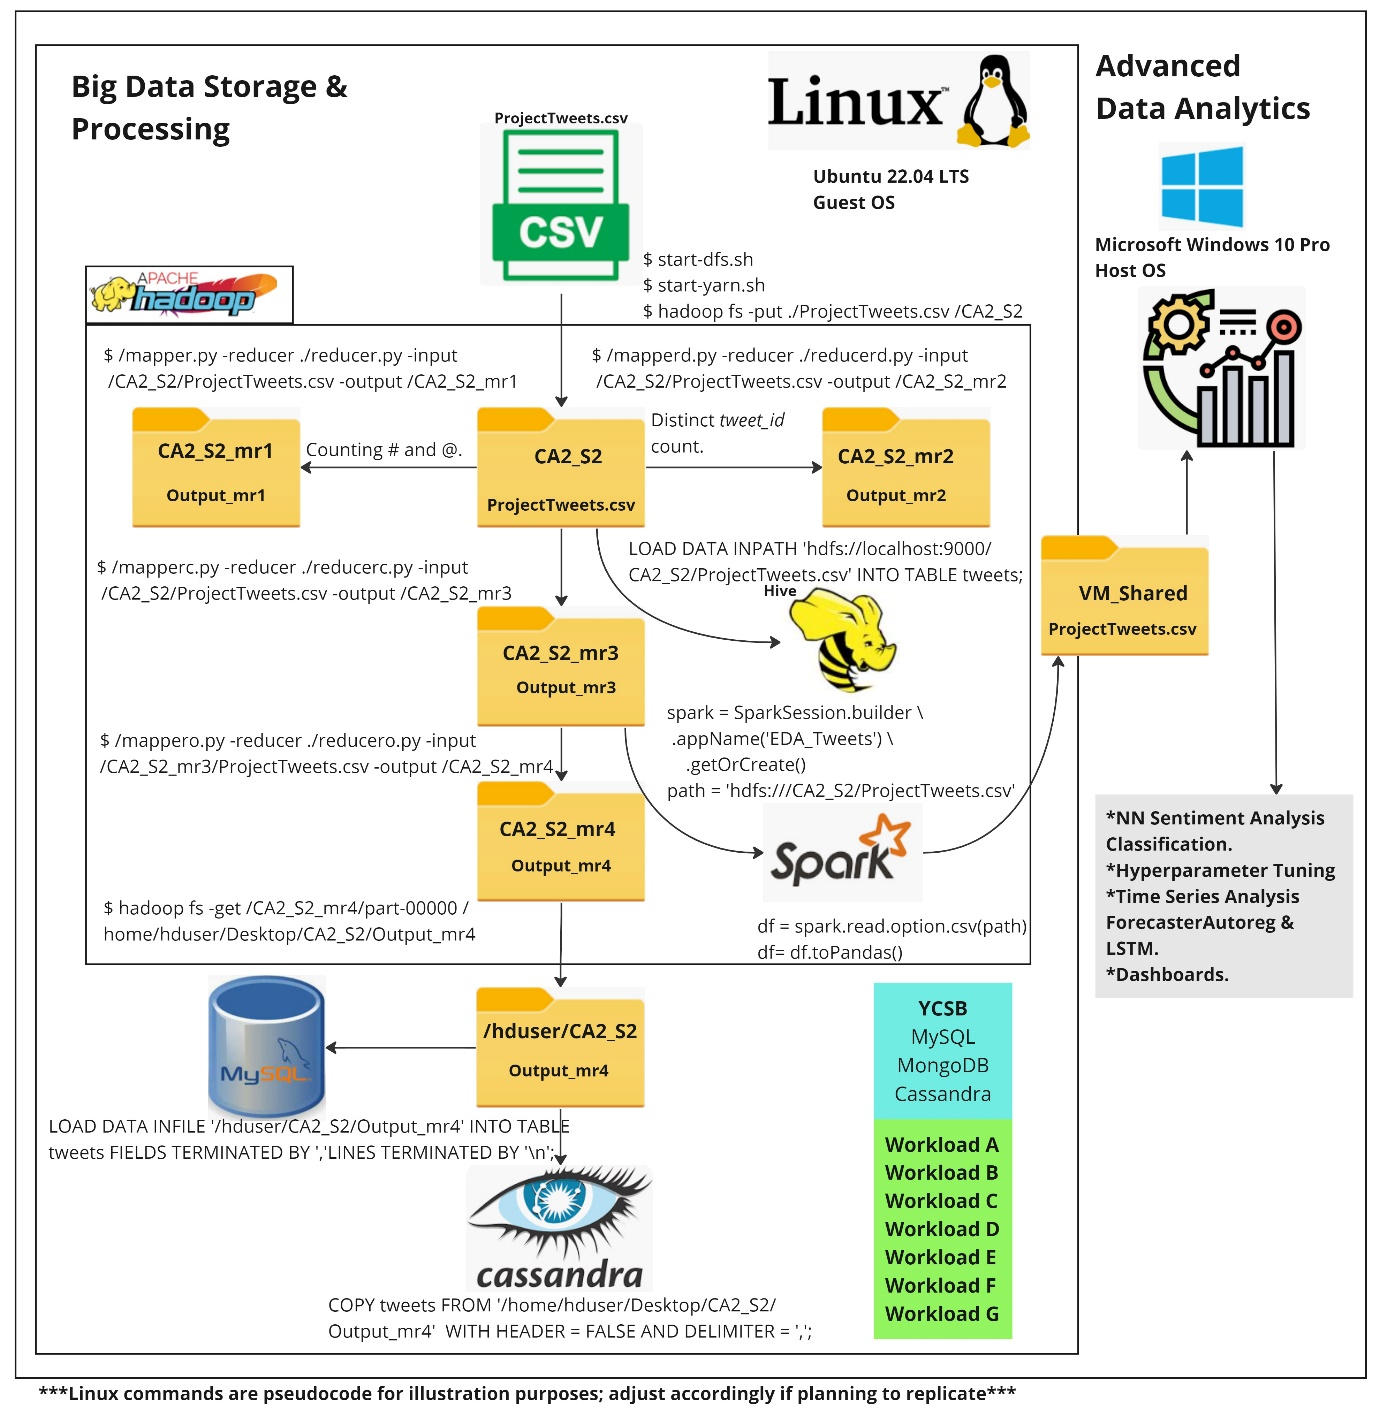 Big Data Storage &
Processing
Linux™
Ubuntu 22.04 LTS
Guest OS
Advanced
Data Analytics
Microsoft Windows 10 Pro
Host OS
ProjectTweets.csv
CSV
$ start-dfs.sh
$ start-yarn.sh
$ hadoop fs -put ./ProjectTweets.csv /CA2_S2
APACHE
hadoop
$ /mapper.py -reducer ./reducer.py -input
/CA2_S2/ProjectTweets.csv -output /CA2_S2_mr1
$ /mapperd.py -reducer ./reducerd.py -input
/CA2_S2/ProjectTweets.csv -output /CA2_S2_mr2
CA2_S2_mr1
Output_mr1
Counting # and @.
CA2_S2
ProjectTweets.csv
Distinct tweet_id
count.
CA2_S2_mr2
Output_mr2
$ /mapperc.py -reducer ./reducerc.py -input
/CA2_S2/ProjectTweets.csv -output /CA2_S2_mr3
LOAD DATA INPATH 'hdfs://localhost:9000/
CA2_S2/ProjectTweets.csv' INTO TABLE tweets;
Hive
VM_Shared
ProjectTweets.csv
CA2_S2_mr3
Output_mr3
$ /mappero.py -reducer ./reducero.py -input
/CA2_S2_mr3/ProjectTweets.csv -output /CA2_S2_mr4
spark = SparkSession.builder \
.appName('EDA_Tweets') \
.getOrCreate()
path = 'hdfs:///CA2_S2/ProjectTweets.csv'
CA2_S2_mr4
Output_mr4
Spark
$ hadoop fs -get /CA2_S2_mr4/part-00000 /
home/hduser/Desktop/CA2_S2/Output_mr4
df = spark.read.option.csv(path)
df= df.toPandas()
*NN Sentiment Analysis
Classification.
*Hyperparameter Tuning
*Time Series Analysis
ForecasterAutoreg &
LSTM.
*Dashboards.
MySQL
/hduser/CA2_S2
Output_mr4
LOAD DATA INFILE '/hduser/CA2_S2/Output_mr4' INTO TABLE
tweets FIELDS TERMINATED BY ','LINES TERMINATED BY '\n';
cassandra
COPY tweets FROM '/home/hduser/Desktop/CA2_S2/
Output_mr4' WITH HEADER = FALSE AND DELIMITER = ',';
YCSB
MySQL
MongoDB
Cassandra
Workload A
Workload B
Workload C
Workload D
Workload E
Workload F
Workload G
***Linux commands are pseudocode for illustration purposes; adjust accordingly if planning to replicate***